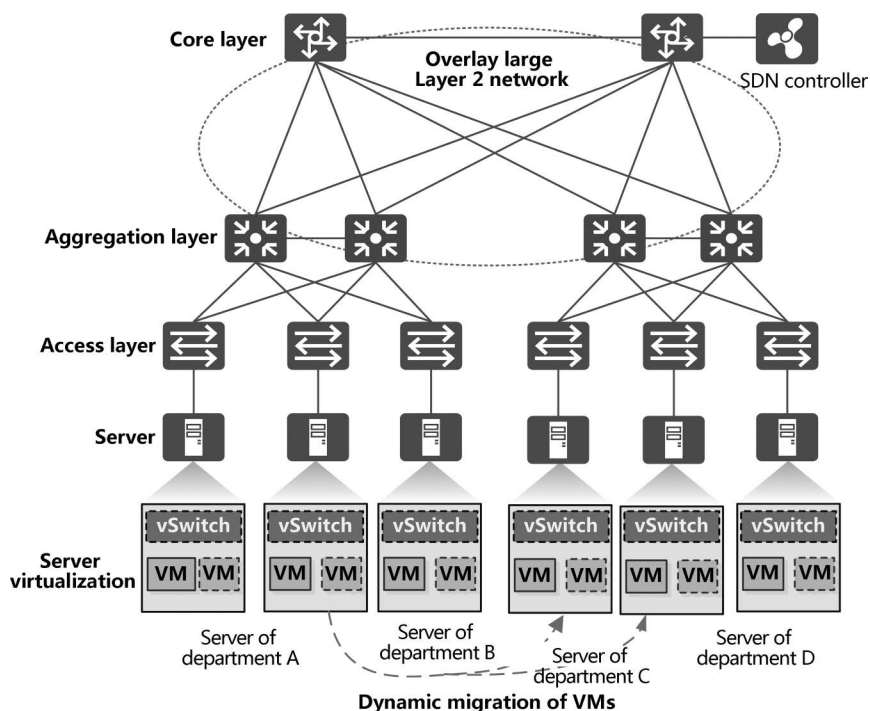 Core layer
Overlay large
Layer 2 network
SDN controller
Aggregation layer
Access layer
Server
vSwitch vSwitch vSwitch vSwitch vSwitch vSwitch
Server
virtualization
VM VM VM VM VM VM VM VM VM VM VM VM
Server of
department A
Server of
department B
Server of
department C
Server of
department D
Dynamic migration of VMs